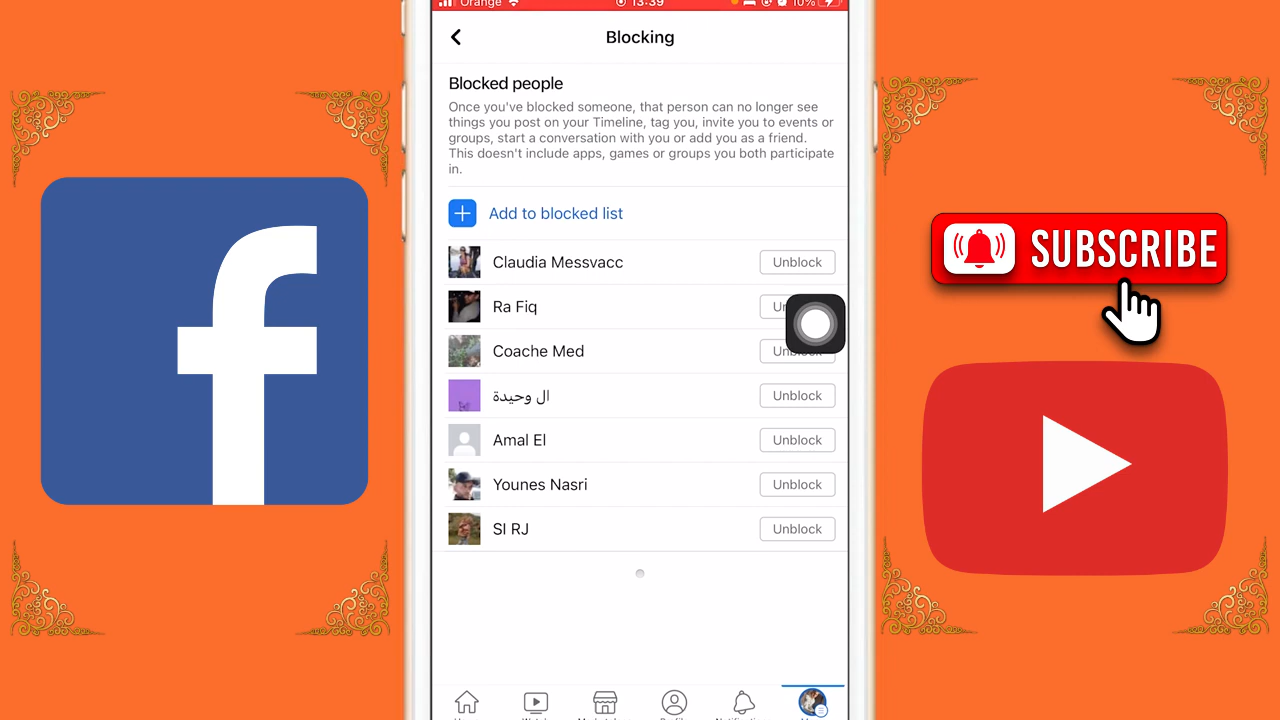 Orange
13:39
10%
Blocking
Blocked people
Once you've blocked someone, that person can no longer see
things you post on your Timeline, tag you, invite you to events or
groups, start a conversation with you or add you as a friend.
This doesn't include apps, games or groups you both participate
in.
Add to blocked list
Claudia Messvacc Unblock
Ra Fiq
Coache Med Unblock
ال وحيدة Unblock
Amal El Unblock
Younes Nasri Unblock
SI RJ Unblock
SUBSCRIBE